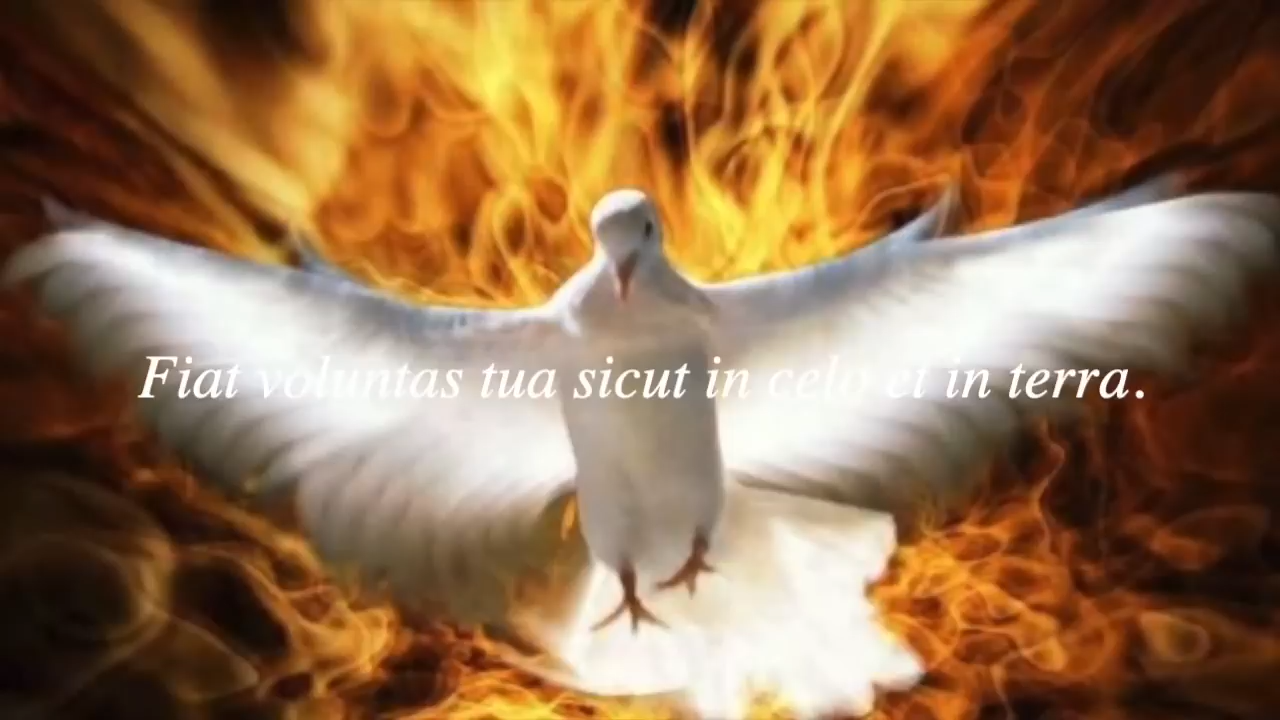 Fiat voluntas tua sicut in celo et in terra.